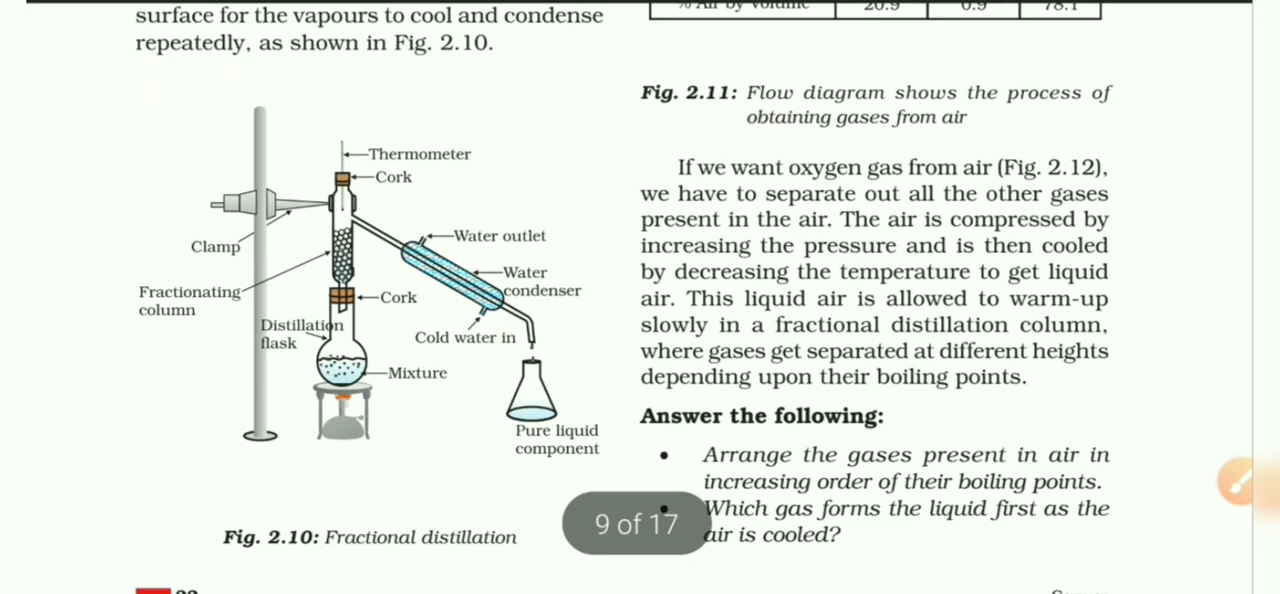 surface for the vapours to cool and condense
repeatedly, as shown in Fig. 2.10.
Thermometer
Cork
Clamp
Water outlet
Water
condenser
Fractionating
column
Cork
Distillation
flask
Cold water in
Mixture
Pure liquid
component
Fig. 2.10: Fractional distillation
% Air by volume 20.9 0.9 78.1
Fig. 2.11: Flow diagram shows the process of
obtaining gases from air
If we want oxygen gas from air (Fig. 2.12),
we have to separate out all the other gases
present in the air. The air is compressed by
increasing the pressure and is then cooled
by decreasing the temperature to get liquid
air. This liquid air is allowed to warm-up
slowly in a fractional distillation column,
where gases get separated at different heights
depending upon their boiling points.
Answer the following:
• Arrange the gases present in air in
increasing order of their boiling points.
• Which gas forms the liquid first as the
air is cooled?
9 of 17